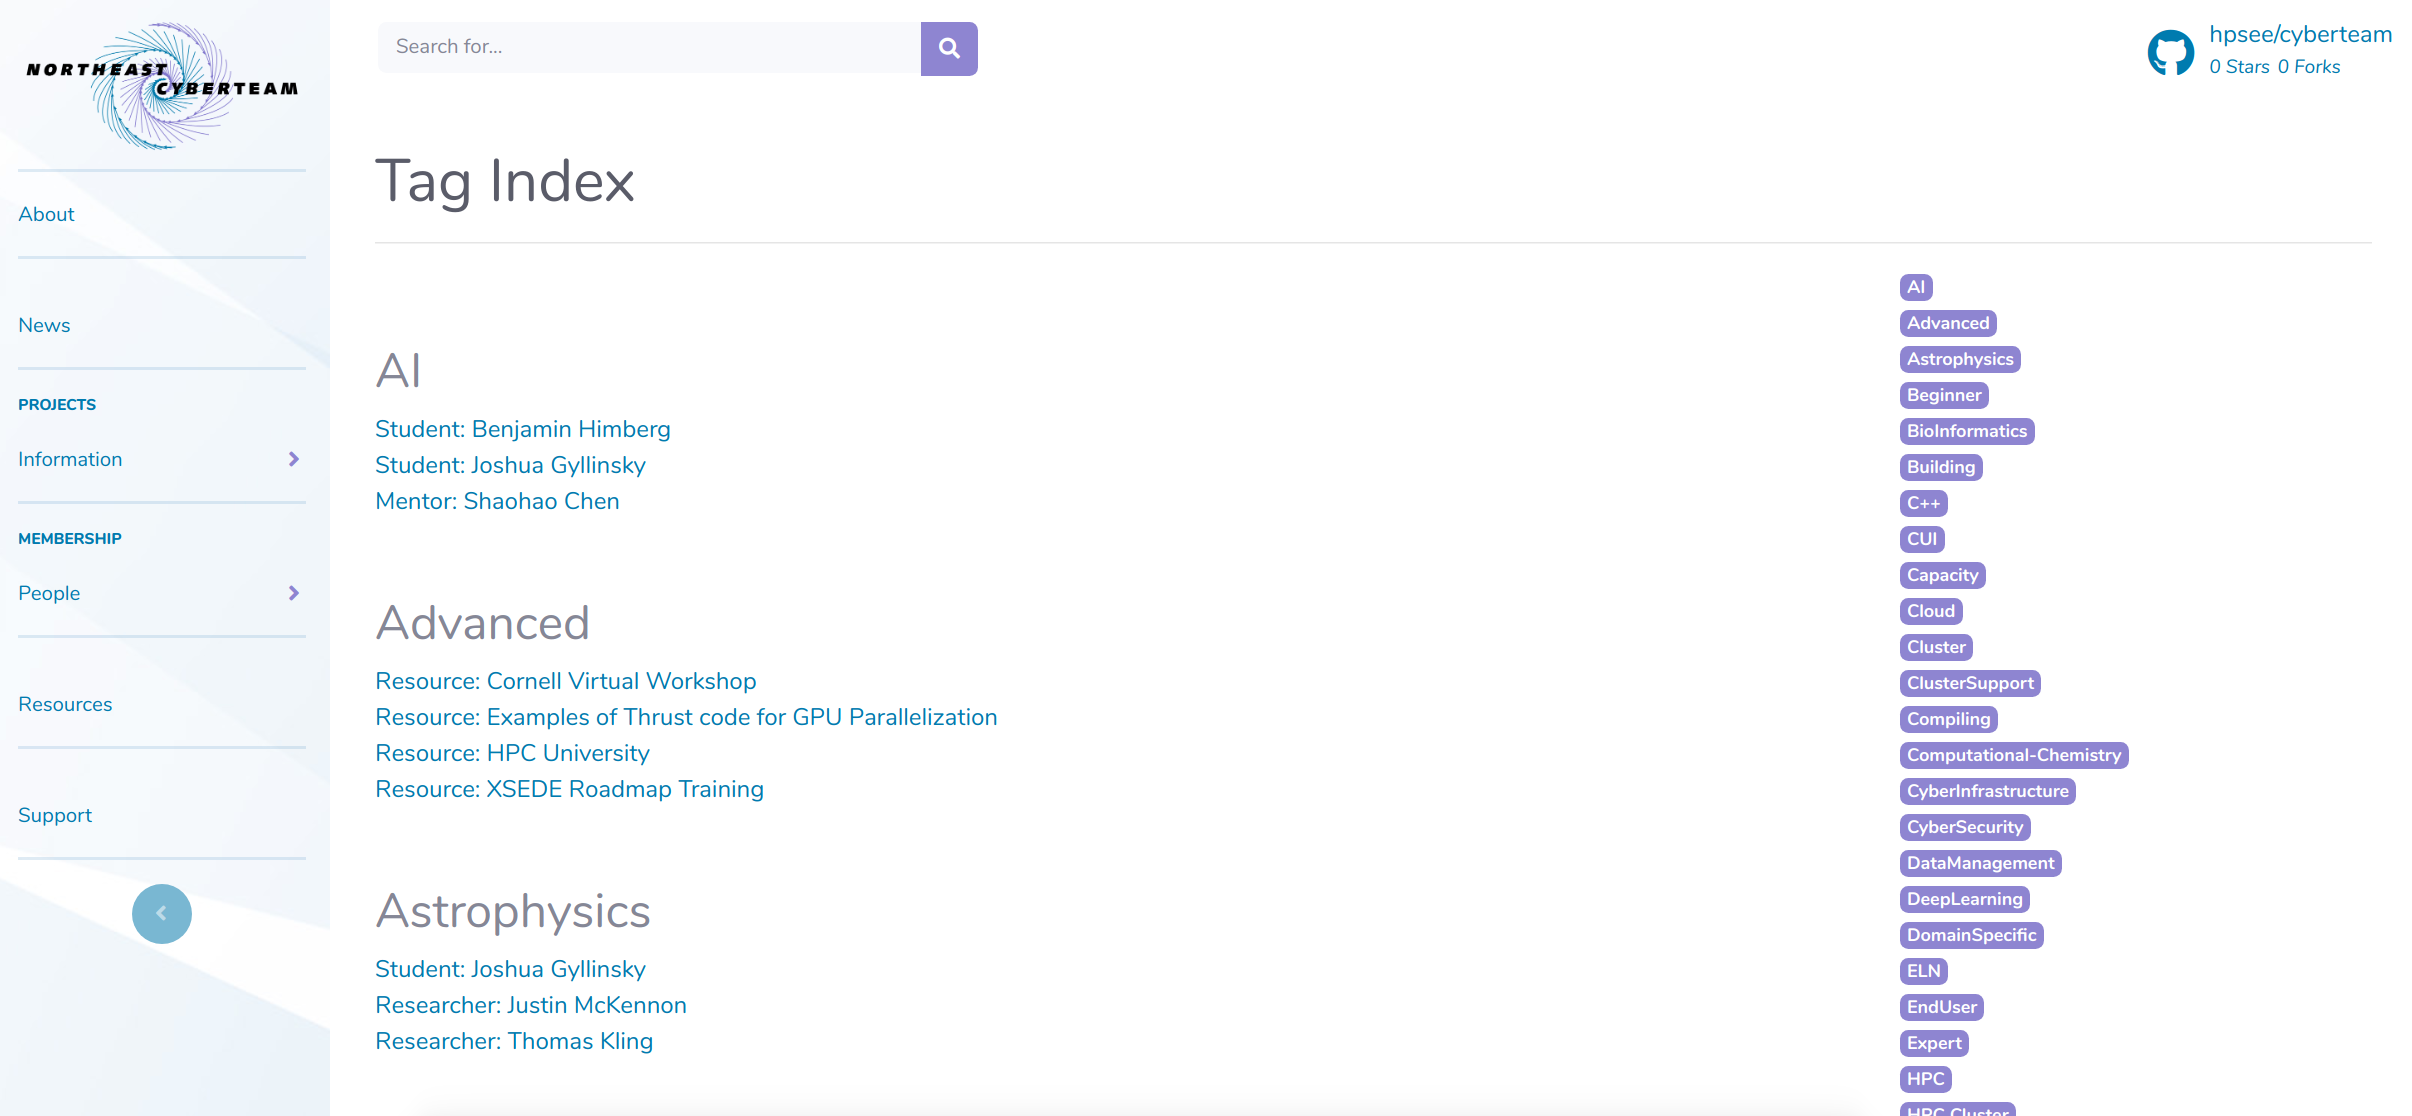 NORTHEAST
CYBERTEAM
About
News
PROJECTS
Information
MEMBERSHIP
People
Resources
Support
Search for...
hpsee/cyberteam
0 Stars 0 Forks
Tag Index
AI
Student: Benjamin Himberg
Student: Joshua Gyllinsky
Mentor: Shaohao Chen
Advanced
Resource: Cornell Virtual Workshop
Resource: Examples of Thrust code for GPU Parallelization
Resource: HPC University
Resource: XSEDE Roadmap Training
Astrophysics
Student: Joshua Gyllinsky
Researcher: Justin McKennon
Researcher: Thomas Kling
AI
Advanced
Astrophysics
Beginner
BioInformatics
Building
C++
CUI
Capacity
Cloud
Cluster
ClusterSupport
Compiling
Computational-Chemistry
CyberInfrastructure
CyberSecurity
DataManagement
DeepLearning
DomainSpecific
ELN
EndUser
Expert
HPC
HPC Cluster